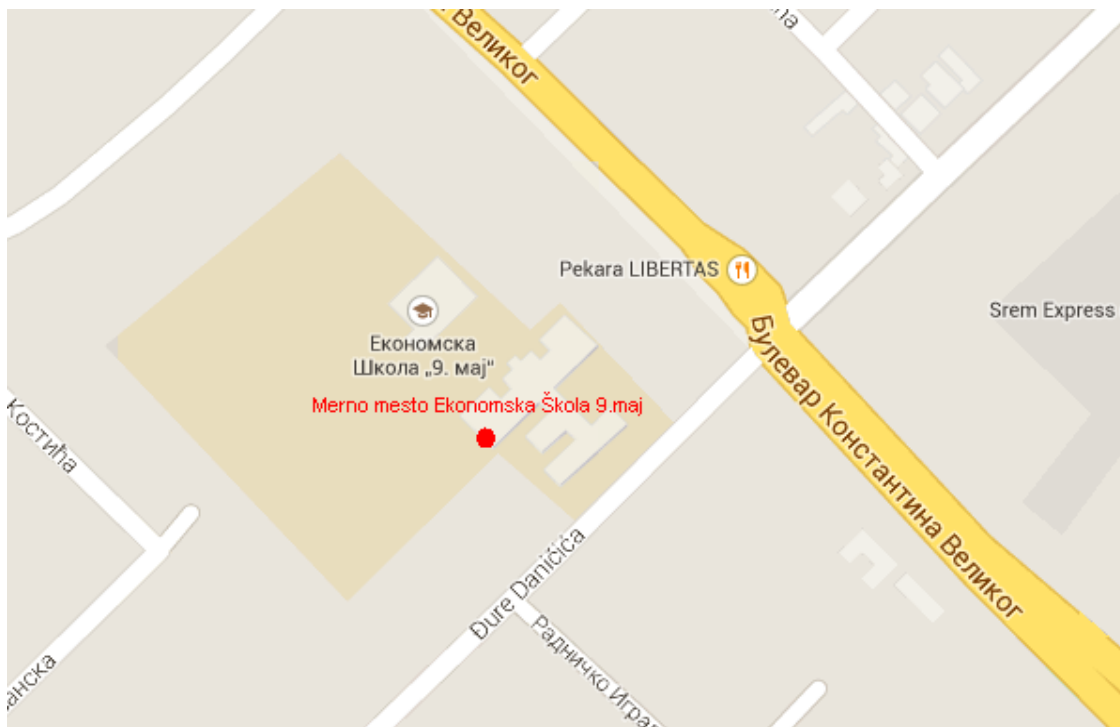 Великог
Pekara LIBERTAS
Srem Express
Економска
Школа „9. мај“
Merno mesto Ekonomska Škola 9.maj
Булевар Константина Великог
Костића
Đure Daničića
Радничко